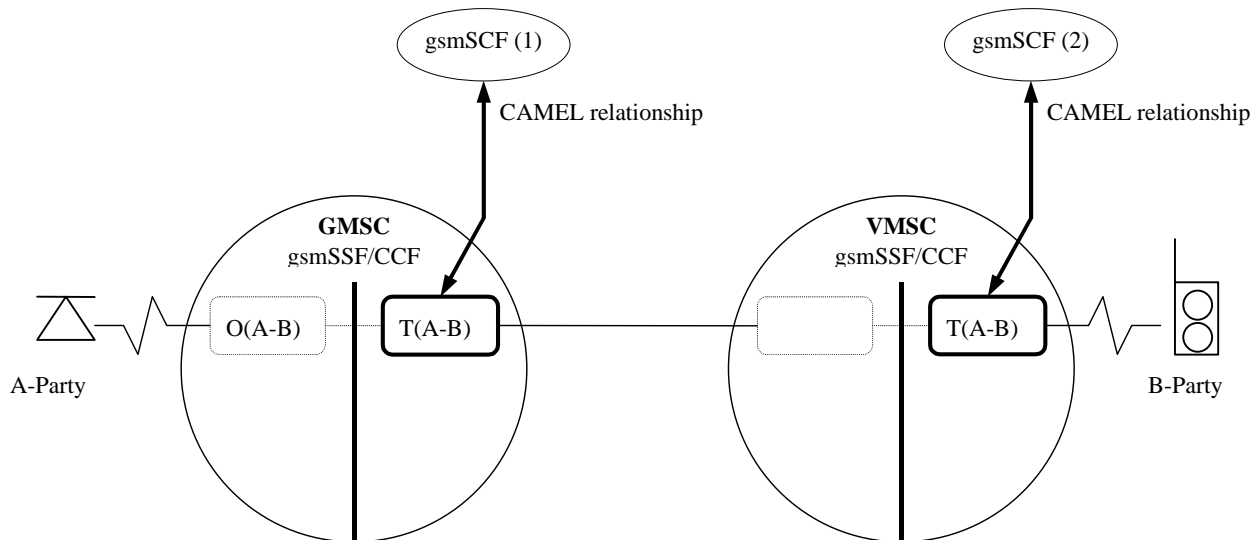 gsmSCF (1)
gsmSCF (2)
CAMEL relationship
CAMEL relationship
GMSC
gsmSSF/CCF
VMSC
gsmSSF/CCF
O(A-B)
T(A-B)
T(A-B)
A-Party
B-Party